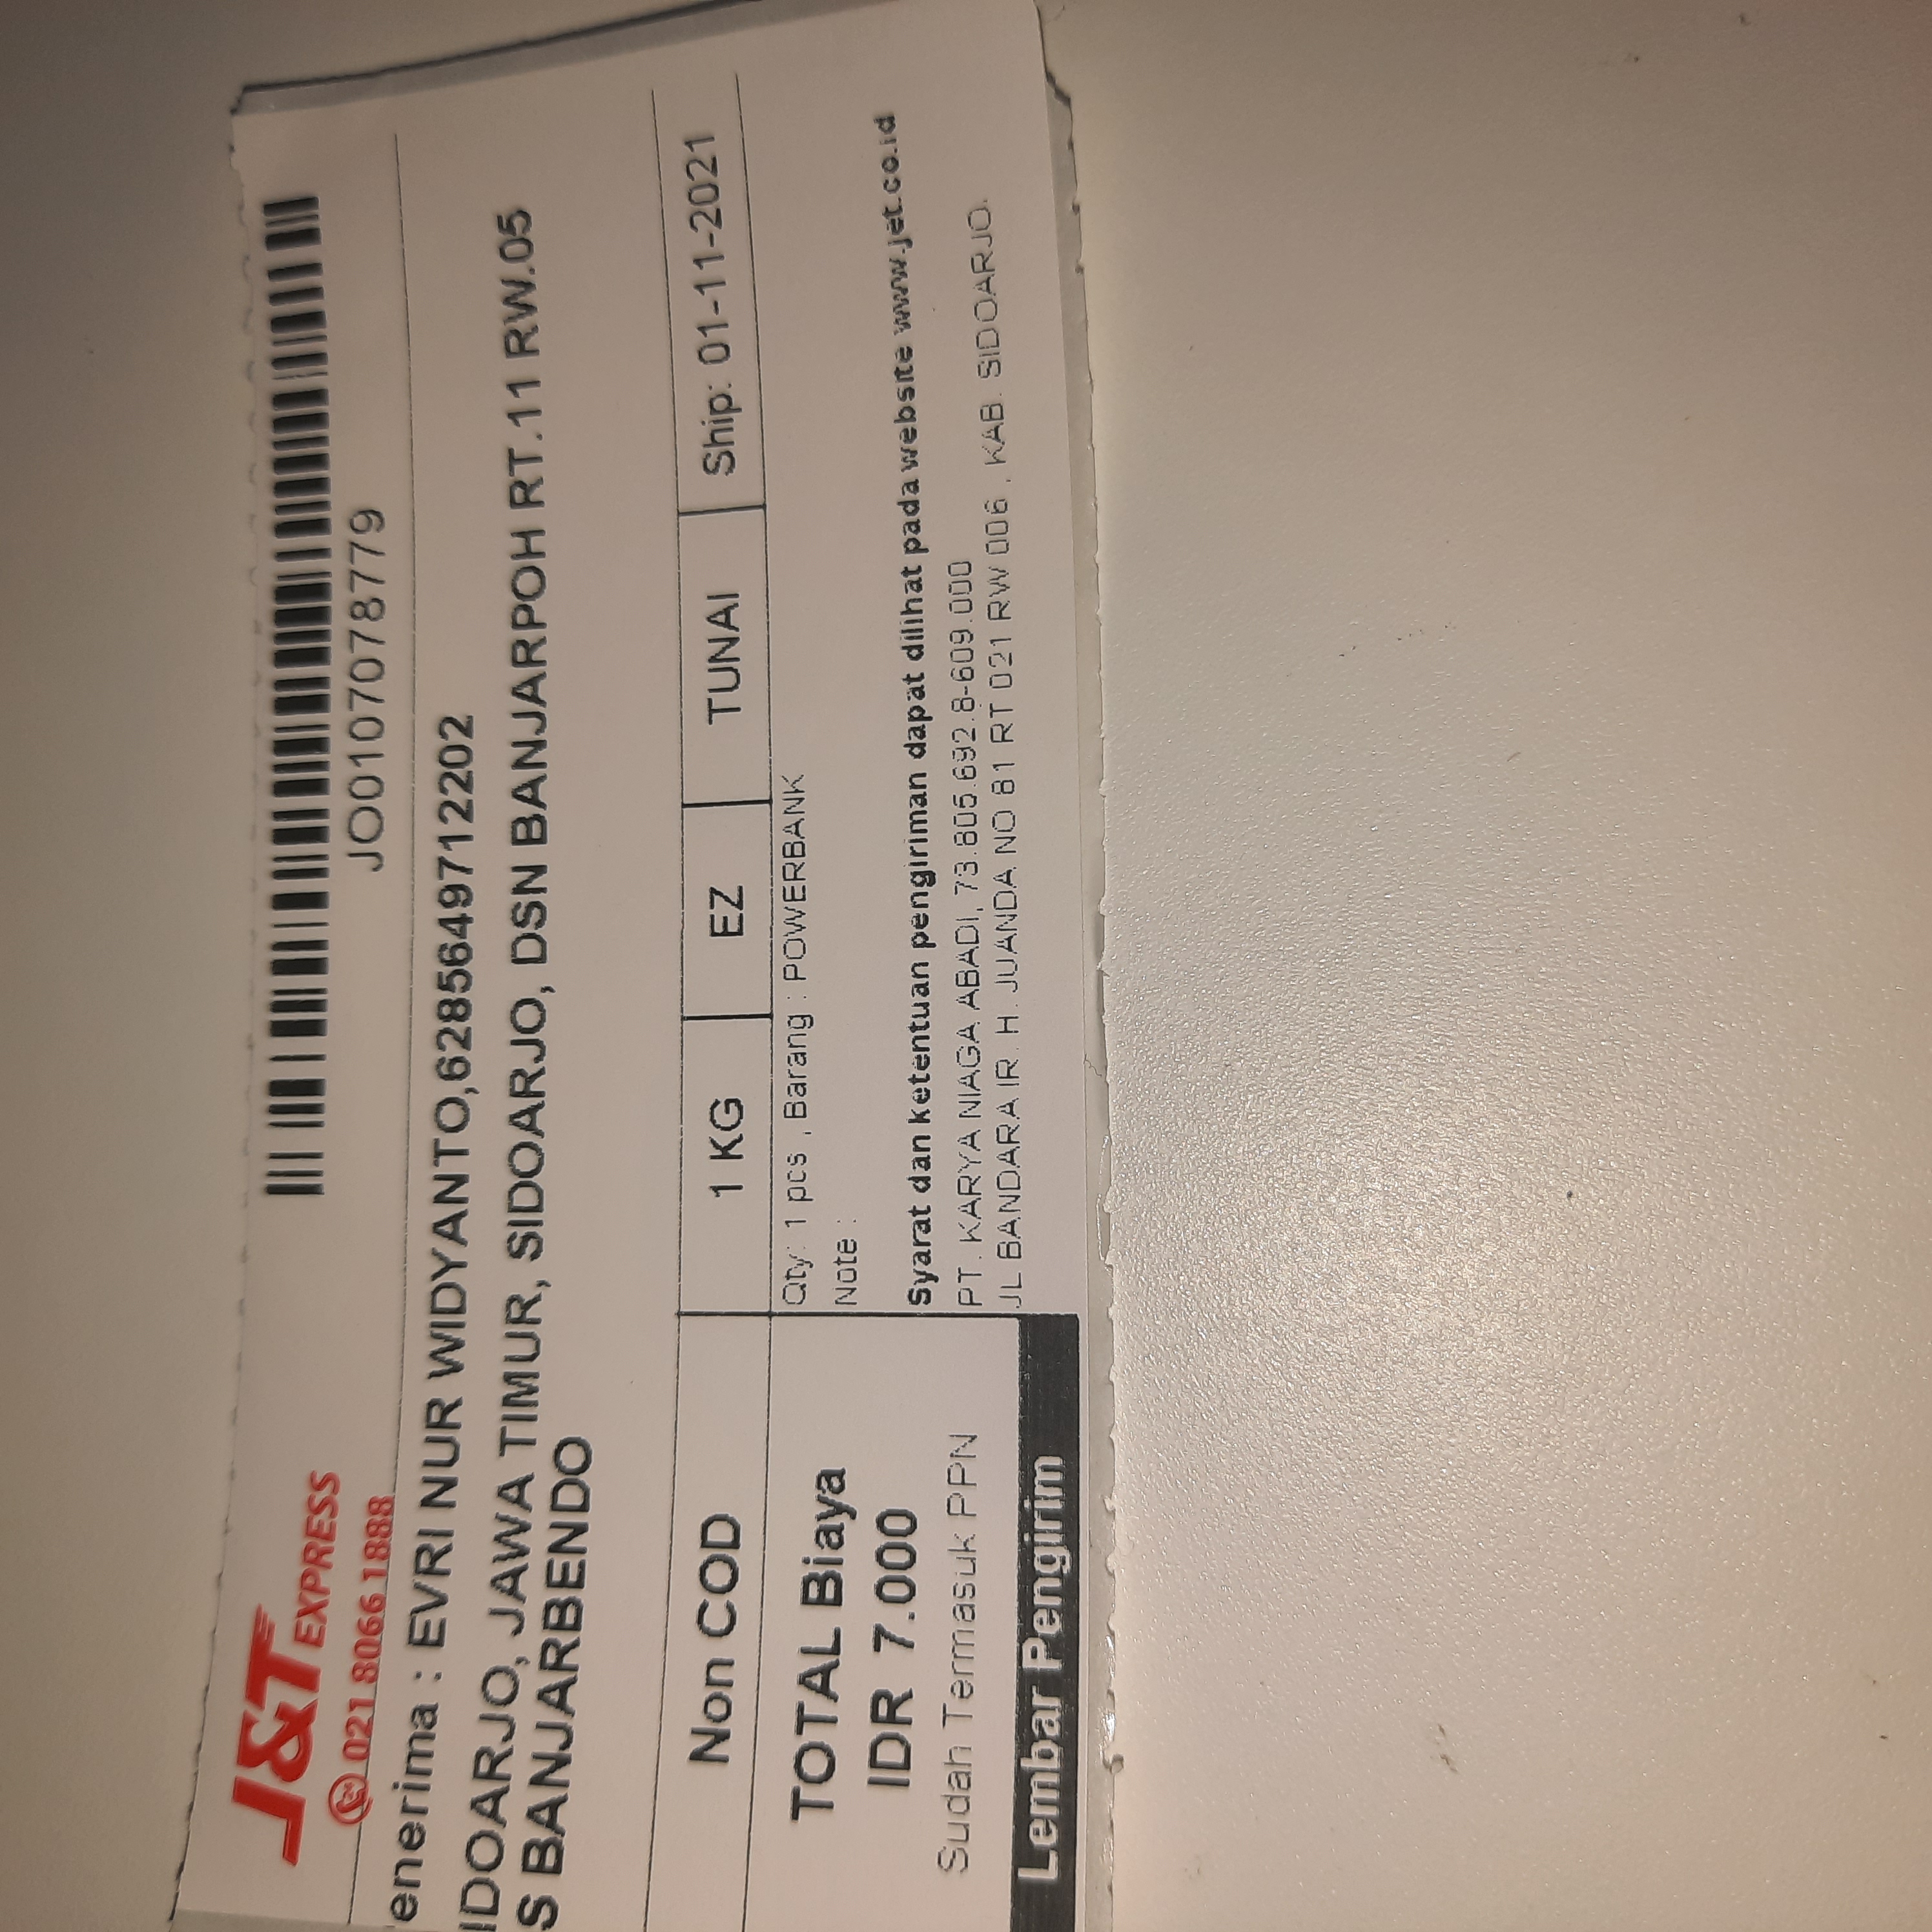 J&T EXPRESS
021 8066 1888
JO0107078779
enerima : EVRI NUR WIDYANTO,6285649712202
IDOARJO, JAWA TIMUR, SIDOARJO, DSN BANJARPOH RT.11 RW.05
S BANJARBENDO
Non COD 1 KG EZ TUNAI Ship: 01-11-2021
TOTAL Biaya
IDR 7.000
Sudah Termasuk PPN
Lembar Pengirim
Qty: 1 pcs , Barang : POWERBANK
Note :
Syarat dan ketentuan pengiriman dapat dilihat pada website www.jet.co.id
PT. KARYA NIAGA ABADI, 73.805.692.8-609.000
JL BANDARA IR. H. JUANDA NO 81 RT 021 RW 006 , KAB. SIDOARJO.